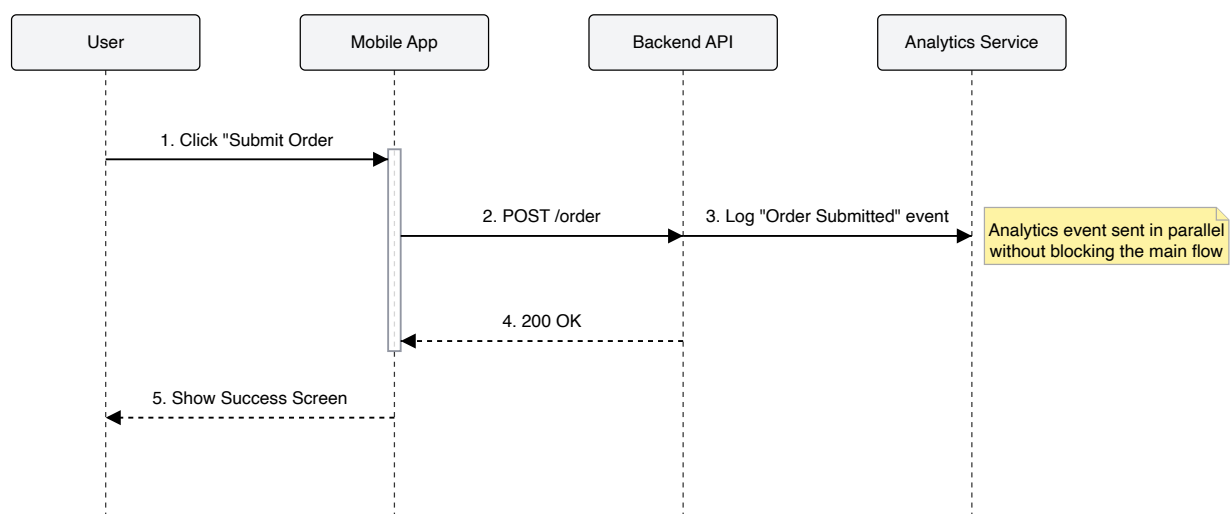 User
Mobile App
Backend API
Analytics Service
1. Click "Submit Order
2. POST /order
3. Log "Order Submitted" event
Analytics event sent in parallel
without blocking the main flow
4. 200 OK
5. Show Success Screen